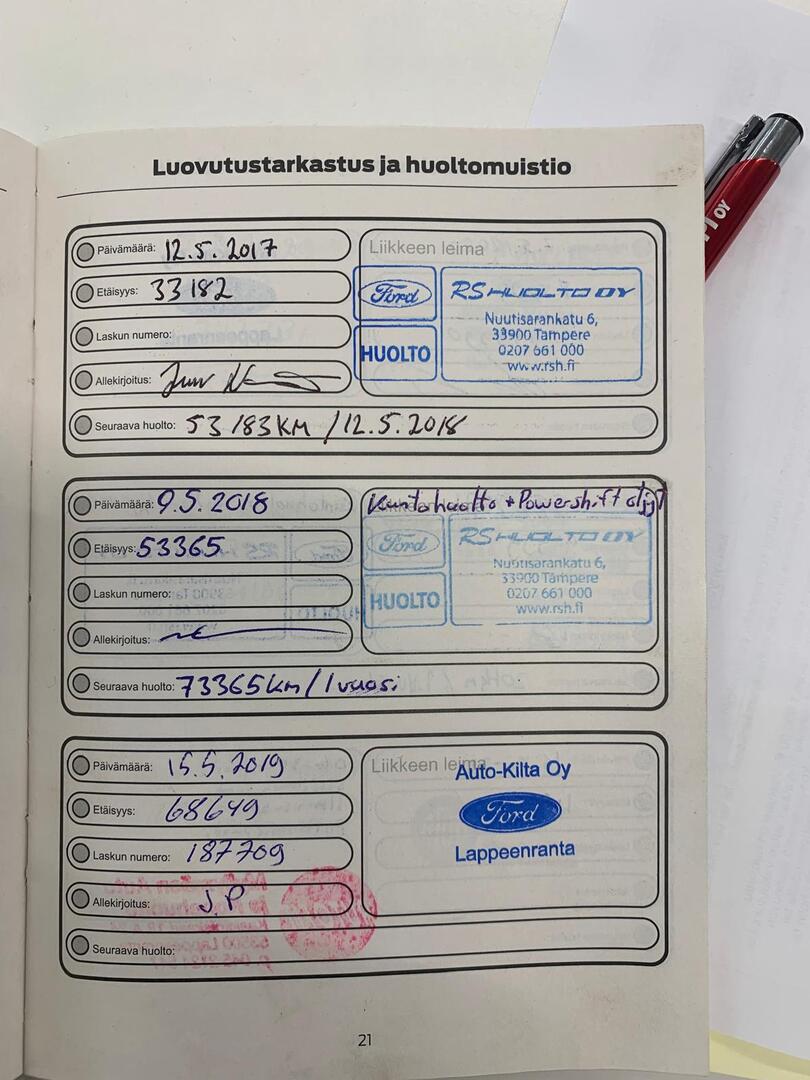 Luovutustarkastus ja huoltomuistio
OY
Päivämäärä: 12.5.2017
Etäisyys: 33182
Laskun numero:
Allekirjoitus:
Seuraava huolto: 53183KM /12.5.2018
Liikkeen leima
Ford
HUOLTO
RS HUOLTO OY
Nuutisarankatu 6,
33900 Tampere
0207 661 000
www.rsh.fi
Päivämäärä: 9.5.2018
Etäisyys: 53365
Laskun numero:
Allekirjoitus:
Seuraava huolto: 73365km/1vuosi
Kuntohuolto + Powershift öljyt
Ford
HUOLTO
RS HUOLTO OY
Nuutisarankatu 6,
33900 Tampere
0207 661 000
www.rsh.fi
Päivämäärä: 15.5.2019
Etäisyys: 68649
Laskun numero: 187709
Allekirjoitus: J.P
Seuraava huolto:
Liikkeen leima
Auto-Kilta Oy
Ford
Lappeenranta
21